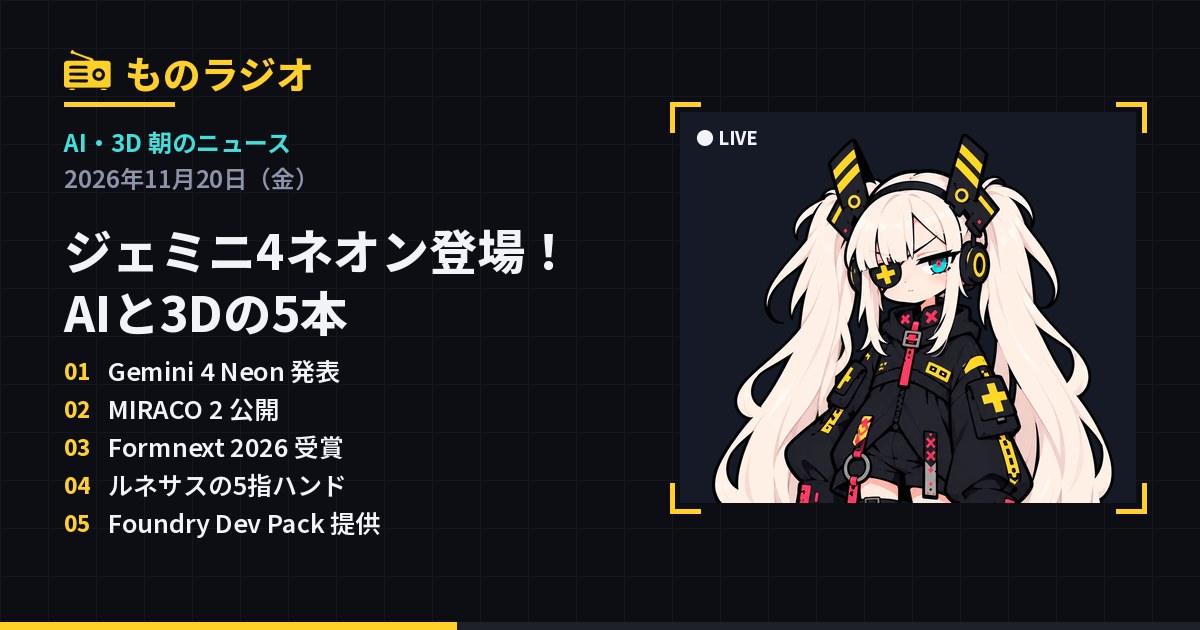 ものラジオ
AI・3D 朝のニュース
2026年11月20日（金）
ジェミニ4ネオン登場！
AIと3Dの5本
01 Gemini 4 Neon 発表
02 MIRACO 2 公開
03 Formnext 2026 受賞
04 ルネサスの5指ハンド
05 Foundry Dev Pack 提供
LIVE